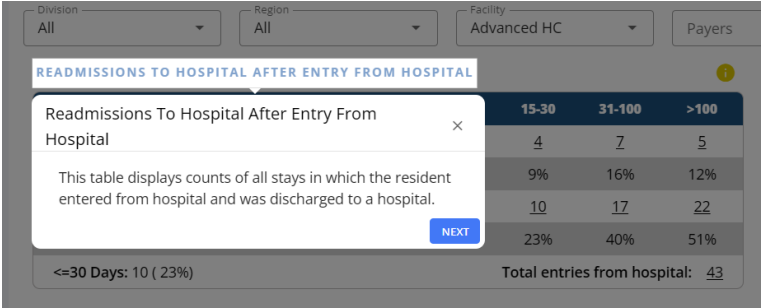 Division
Region
Facility
All
All
Advanced HC
Payers
READMISSIONS TO HOSPITAL AFTER ENTRY FROM HOSPITAL
Readmissions To Hospital After Entry From
Hospital
This table displays counts of all stays in which the resident
entered from hospital and was discharged to a hospital.
NEXT
15-30 31-100 >100
4 7 5
9% 16% 12%
10 17 22
23% 40% 51%
<=30 Days: 10 ( 23%) Total entries from hospital: 43